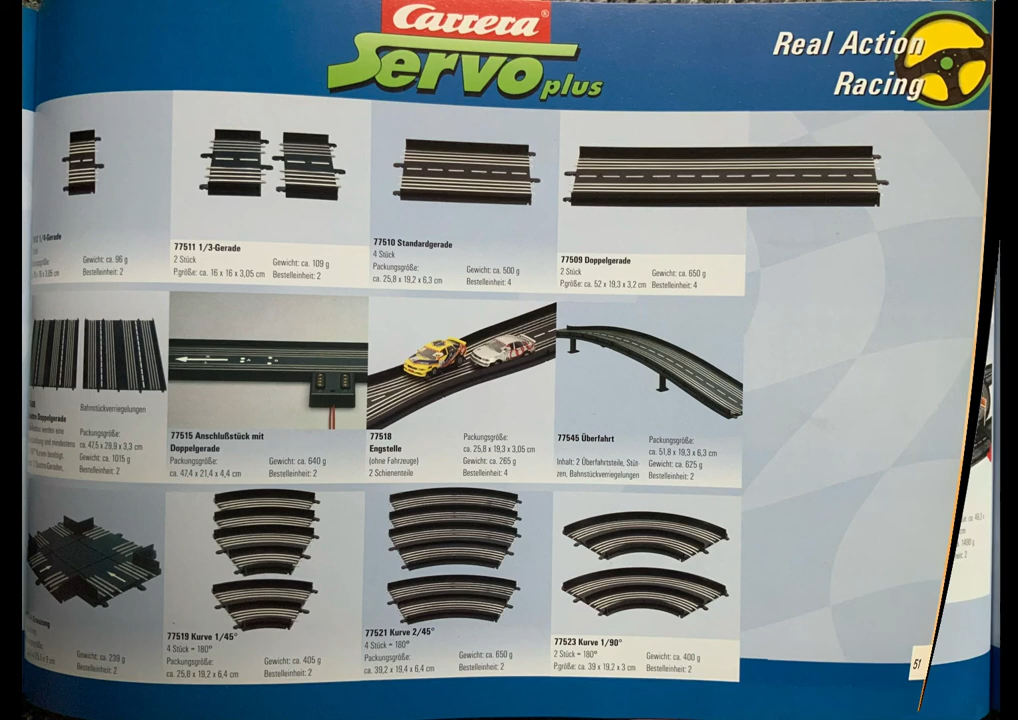 Carrera
Servo plus
Real Action
Racing
1/4-Gerade
Gewicht: ca. 96 g
Bestelleinheit: 2
77511 1/3-Gerade
2 Stück
P.größe: ca. 16 x 16 x 3,05 cm
Gewicht: ca. 109 g
Bestelleinheit: 2
77510 Standardgerade
4 Stück
Packungsgröße:
ca. 25,8 x 19,2 x 6,3 cm
Gewicht: ca. 500 g
Bestelleinheit: 4
77509 Doppelgerade
2 Stück
P.größe: ca. 52 x 19,3 x 3,2 cm
Gewicht: ca. 650 g
Bestelleinheit: 4
Doppelgerade
Bahnstückverriegelungen
Packungsgröße:
ca. 47,5 x 29,9 x 3,3 cm
Gewicht: ca. 1015 g
Bestelleinheit: 2
77515 Anschlußstück mit
Doppelgerade
Packungsgröße:
ca. 47,4 x 21,4 x 4,4 cm
Gewicht: ca. 640 g
Bestelleinheit: 2
77518
Engstelle
(ohne Fahrzeuge)
2 Schienenteile
Packungsgröße:
ca. 25,8 x 19,3 x 3,05 cm
Gewicht: ca. 265 g
Bestelleinheit: 4
77545 Überfahrt
Inhalt: 2 Überfahrtsteile, Stüt-
zen, Bahnstückverriegelungen
Packungsgröße:
ca. 51,8 x 19,3 x 6,3 cm
Gewicht: ca. 625 g
Bestelleinheit: 2
Gewicht: ca. 239 g
Bestelleinheit: 2
77519 Kurve 1/45°
4 Stück = 180°
Packungsgröße:
ca. 25,8 x 19,2 x 6,4 cm
Gewicht: ca. 405 g
Bestelleinheit: 2
77521 Kurve 2/45°
4 Stück = 180°
Packungsgröße:
ca. 39,2 x 19,4 x 6,4 cm
Gewicht: ca. 650 g
Bestelleinheit: 2
77523 Kurve 1/90°
2 Stück = 180°
P.größe: ca. 39 x 19,2 x 3 cm
Gewicht: ca. 400 g
Bestelleinheit: 2
51